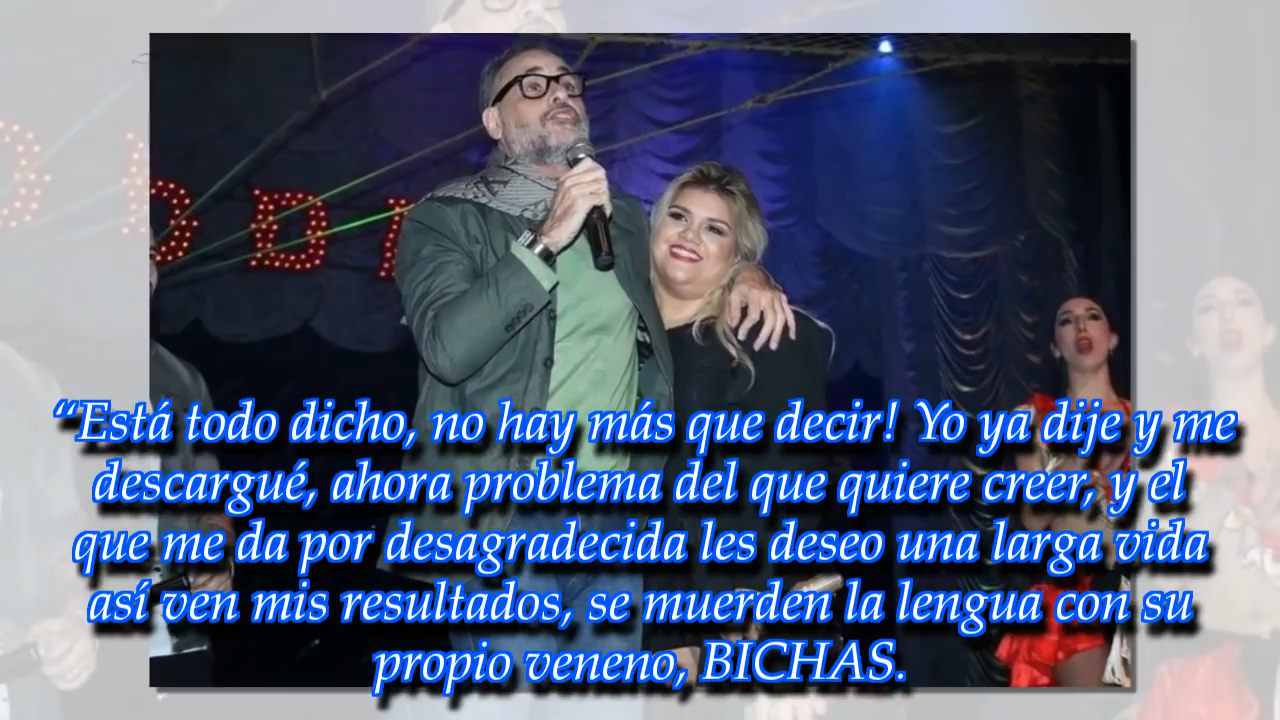 “Está todo dicho, no hay más que decir! Yo ya dije y me
descargué, ahora problema del que quiere creer, y el
que me da por desagradecida les deseo una larga vida
así ven mis resultados, se muerden la lengua con su
propio veneno, BICHAS.